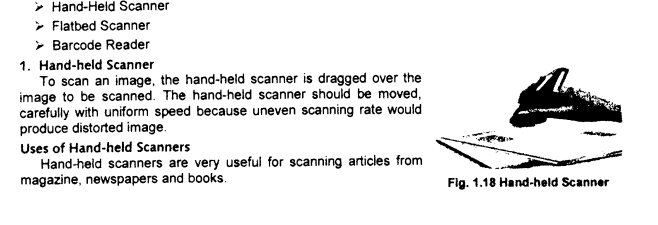 ➢ Hand-Held Scanner
➢ Flatbed Scanner
➢ Barcode Reader
1. Hand-held Scanner
To scan an image, the hand-held scanner is dragged over the
image to be scanned. The hand-held scanner should be moved,
carefully with uniform speed because uneven scanning rate would
produce distorted image.
Uses of Hand-held Scanners
Hand-held scanners are very useful for scanning articles from
magazine, newspapers and books.
Fig. 1.18 Hand-held Scanner